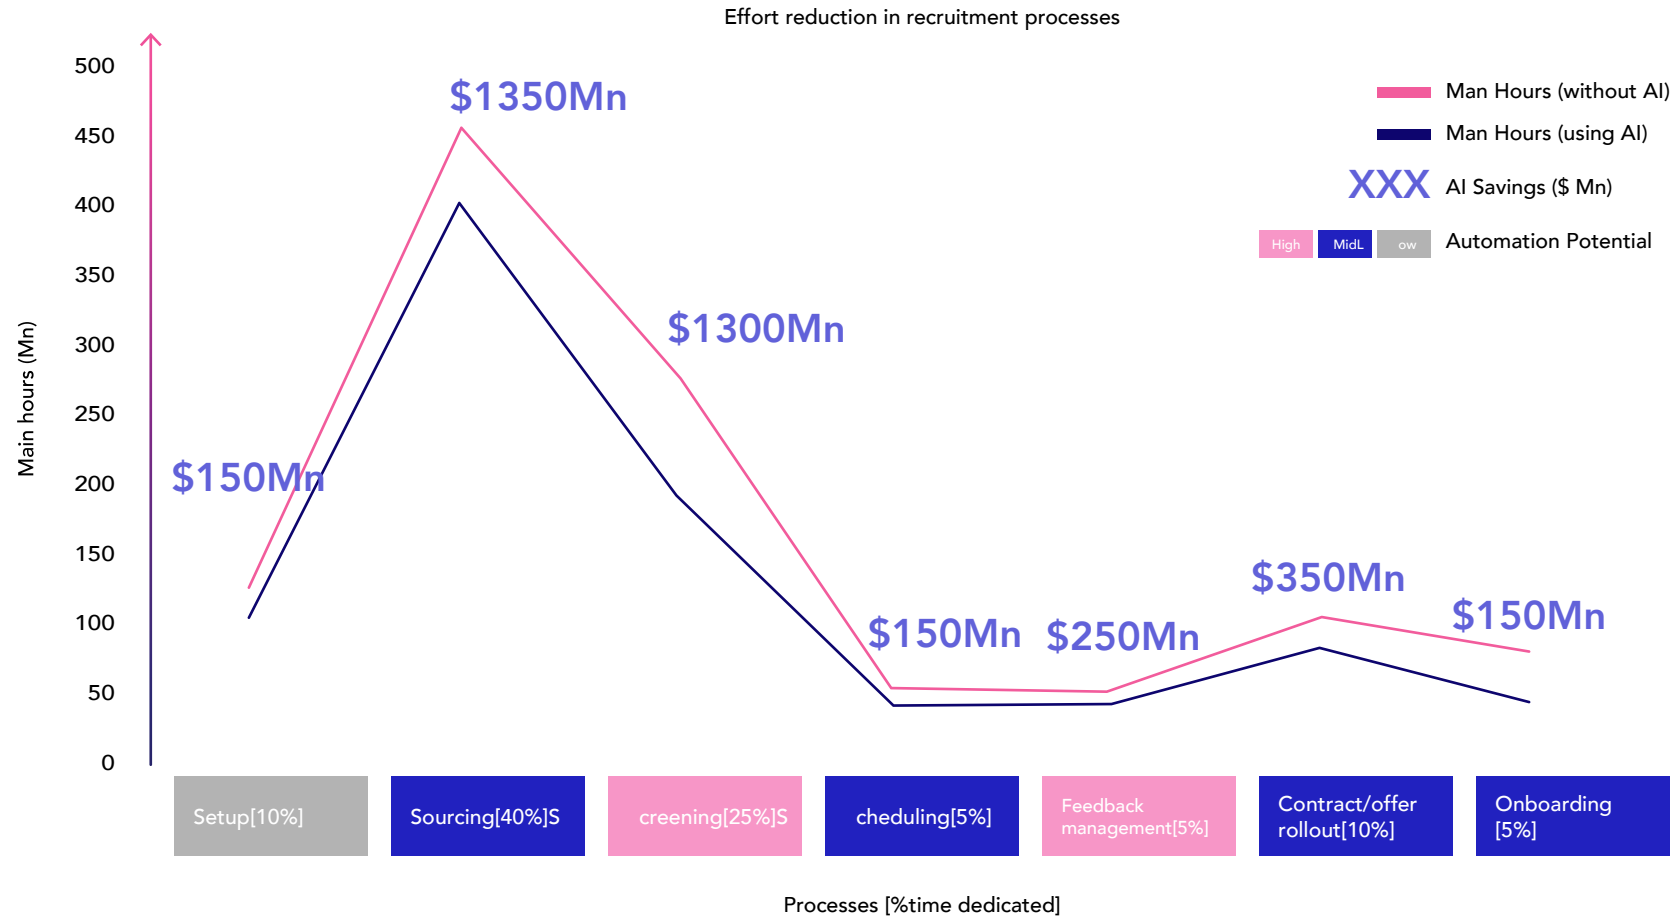 Effort reduction in recruitment processes
500
450
400
350
300
250
200
150
100
50
0
Main hours (Mn)
$150Mn
$1350Mn
$1300Mn
$150Mn
$250Mn
$350Mn
$150Mn
Man Hours (without AI)
Man Hours (using AI)
XXX AI Savings ($ Mn)
High MidL ow Automation Potential
Setup[10%]
Sourcing[40%]S
creening[25%]S
cheduling[5%]
Feedback
management[5%]
Contract/offer
rollout[10%]
Onboarding
[5%]
Processes [%time dedicated]